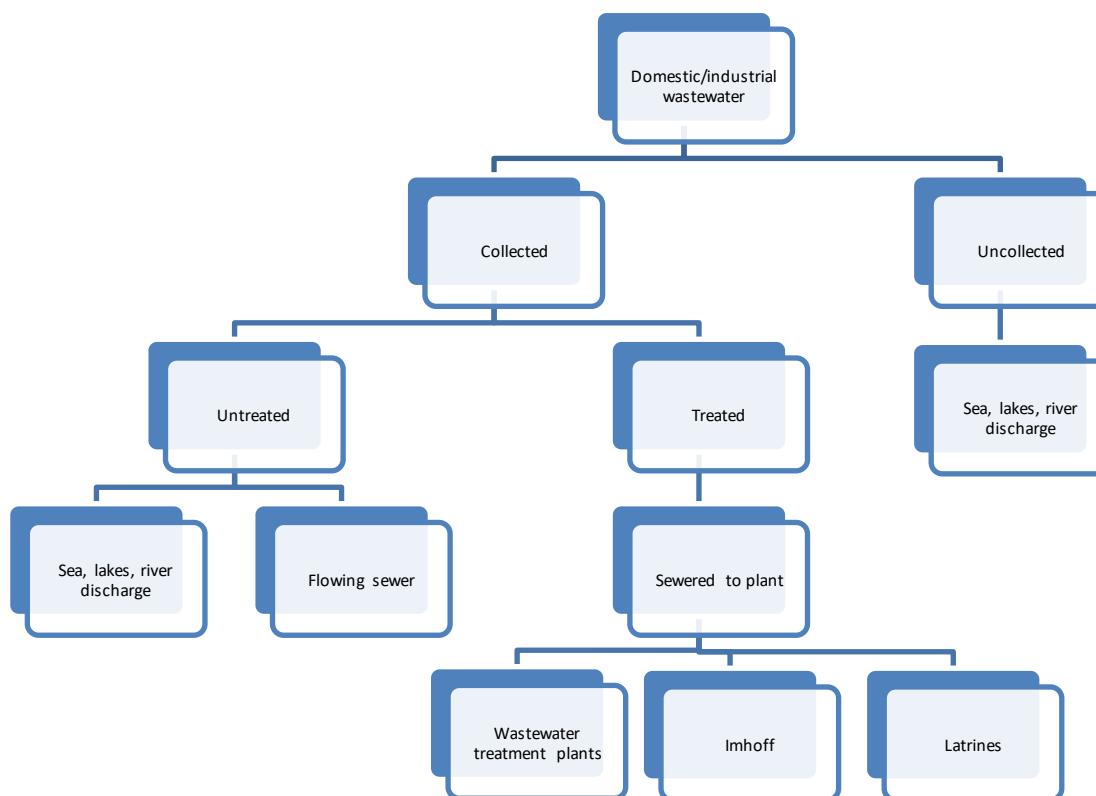 Domestic/industrial
wastewater
Collected
Uncollected
Untreated
Treated
Sea, lakes, river
discharge
Sea, lakes, river
discharge
Flowing sewer
Sewered to plant
Wastewater
treatment plants
Imhoff
Latrines